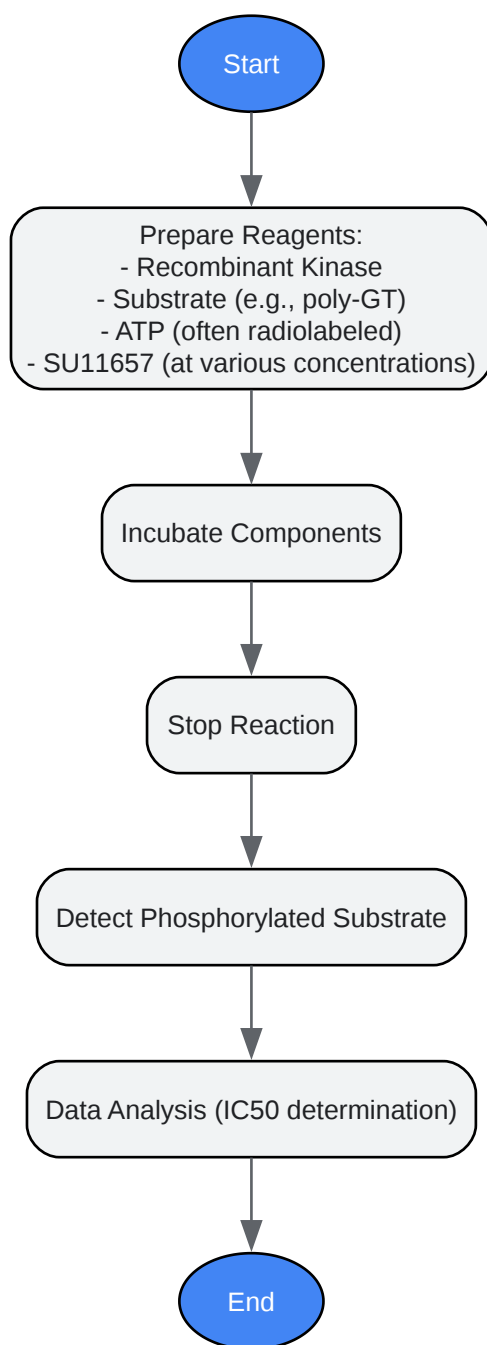 Start
Prepare Reagents:
- Recombinant Kinase
- Substrate (e.g., poly-GT)
- ATP (often radiolabeled)
- SU11657 (at various concentrations)
Incubate Components
Stop Reaction
Detect Phosphorylated Substrate
Data Analysis (IC50 determination)
End